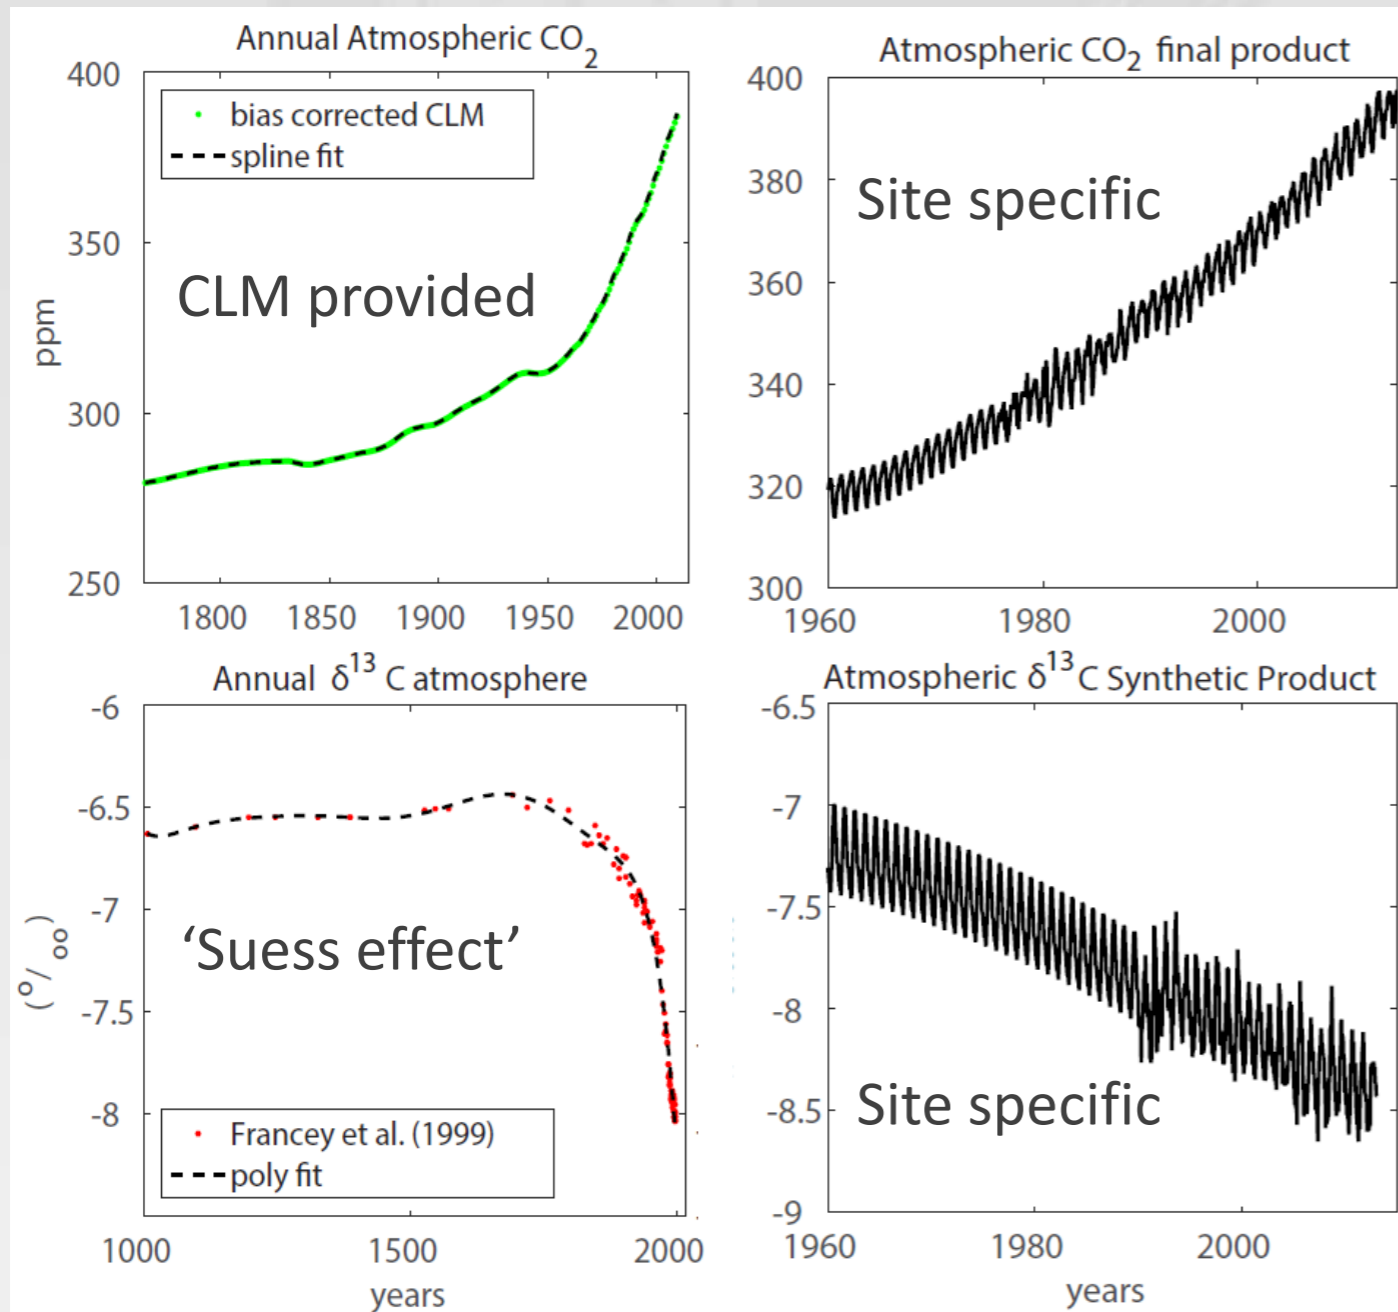 Annual Atmospheric CO₂
400
350
300
250
ppm
bias corrected CLM
spline fit
CLM provided
1800 1850 1900 1950 2000
Atmospheric CO₂ final product
400
380
360
340
320
300
Site specific
1960 1980 2000
Annual δ¹³ C atmosphere
-6
-6.5
-7
-7.5
-8
(º/ₒₒ)
‘Suess effect’
Francey et al. (1999)
poly fit
1000 1500 2000
years
Atmospheric δ¹³C Synthetic Product
-6.5
-7
-7.5
-8
-8.5
-9
Site specific
1960 1980 2000
years